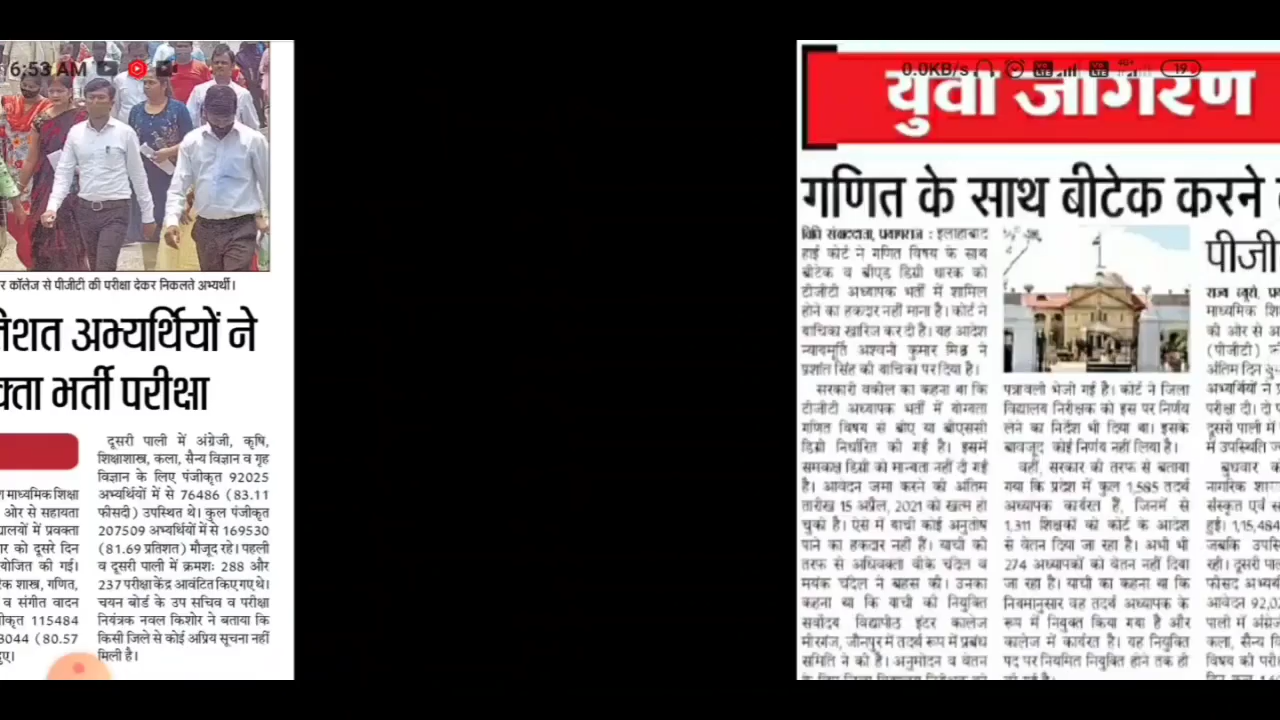 6:53 AM
0.0KB/s
19
र कॉलेज से पीजीटी की परीक्षा देकर निकलते अभ्यर्थी।
तिशत अभ्यर्थियों ने
क्ता भर्ती परीक्षा
माध्यमिक शिक्षा
ओर से सहायता
ालयों में प्रवक्ता
ार को दूसरे दिन
योजित की गई।
क शास्त्र, गणित,
व संगीत वादन
ीकृत 115484
3044 (80.57
हुए।
दूसरी पाली में अंग्रेजी, कृषि,
शिक्षाशास्त्र, कला, सैन्य विज्ञान व गृह
विज्ञान के लिए पंजीकृत 92025
अभ्यर्थियों में से 76486 (83.11
फीसदी) उपस्थित थे। कुल पंजीकृत
207509 अभ्यर्थियों में से 169530
(81.69 प्रतिशत) मौजूद रहे। पहली
व दूसरी पाली में क्रमशः 288 और
237 परीक्षा केंद्र आवंटित किए गए थे।
चयन बोर्ड के उप सचिव व परीक्षा
नियंत्रक नवल किशोर ने बताया कि
किसी जिले से कोई अप्रिय सूचना नहीं
मिली है।
युवा जागरण
गणित के साथ बीटेक करने
विधि संवाददाता, प्रयागराज : इलाहाबाद
हाई कोर्ट ने गणित विषय के साथ
बीटेक व बीएड डिग्री धारक को
टीजीटी अध्यापक भर्ती में शामिल
होने का हकदार नहीं माना है। कोर्ट ने
याचिका खारिज कर दी है। यह आदेश
न्यायमूर्ति अश्वनी कुमार मिश्र ने
प्रशांत सिंह की याचिका पर दिया है।
सरकारी वकील का कहना था कि
टीजीटी अध्यापक भर्ती में योग्यता
गणित विषय से बीए या बीएससी
डिग्री निर्धारित की गई है। इसमें
समकक्ष डिग्री को मान्यता नहीं दी गई
है। आवेदन जमा करने की अंतिम
तारीख 15 अप्रैल, 2021 को खत्म हो
चुकी है। ऐसे में याची कोई अनुतोष
पाने का हकदार नहीं हैं। याची की
तरफ से अधिवक्ता वीके चंदेल व
मयंक चंदेल ने बहस की। उनका
कहना था कि याची की नियुक्ति
सर्वोदय विद्यापीठ इंटर कालेज
मीरगंज, जौनपुर में तदर्थ रूप में प्रबंध
समिति ने की है। अनुमोदन व वेतन
पत्रावली भेजी गई है। कोर्ट ने जिला
विद्यालय निरीक्षक को इस पर निर्णय
लेने का निर्देश भी दिया था। इसके
बावजूद कोई निर्णय नहीं लिया है।
वहीं, सरकार की तरफ से बताया
गया कि प्रदेश में कुल 1,585 तदर्थ
अध्यापक कार्यरत हैं, जिनमें से
1,311 शिक्षकों को कोर्ट के आदेश
से वेतन दिया जा रहा है। अभी भी
274 अध्यापकों को वेतन नहीं दिया
जा रहा है। याची का कहना था कि
नियमानुसार वह तदर्थ अध्यापक के
रूप में नियुक्त किया गया है और
कालेज में कार्यरत है। यह नियुक्ति
पद पर नियमित नियुक्ति होने तक ही
पीजी
राज्य ब्यूरो, प्र
माध्यमिक शि
की ओर से अ
(पीजीटी)
अंतिम दिन बु
अभ्यर्थियों ने प्र
परीक्षा दी। दो प
दूसरी पाली में
में उपस्थिति ज
बुधवार क
नागरिक शास्
संस्कृत एवं स
हुई। 1,15,484
जबकि उपसि
रही। दूसरी पा
फीसद अभ्य
आवेदन 92,0
पाली में अंग्रे
कला, सैन्य वि
विषय की परी